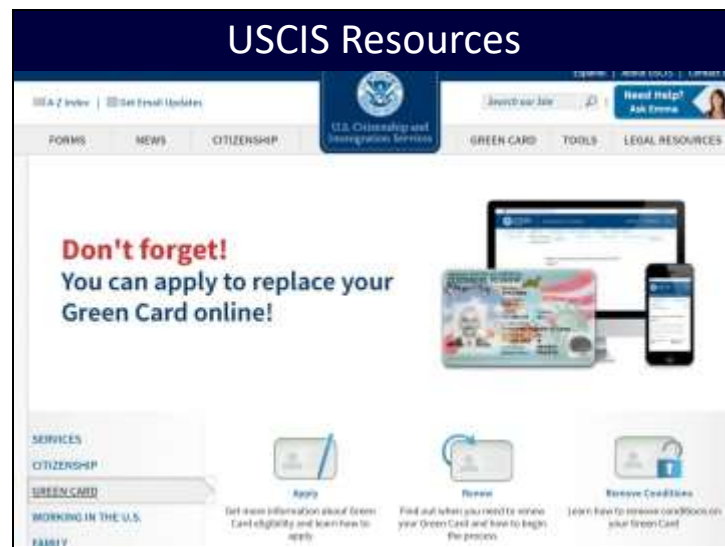 USCIS Resources
Español | About USCIS | Contact
A-Z Index | Get Email Updates
Search our Site
Need Help?
Ask Emma
U.S. Citizenship and
Immigration Services
FORMS NEWS CITIZENSHIP GREEN CARD TOOLS LEGAL RESOURCES
Don't forget!
You can apply to replace your
Green Card online!
SERVICES
CITIZENSHIP
GREEN CARD
WORKING IN THE U.S.
FAMILY
Apply
Get more information about Green
Card eligibility and learn how to
apply
Renew
Find out when you need to renew
your Green Card and how to begin
the process
Remove Conditions
Learn how to remove conditions on
your Green Card